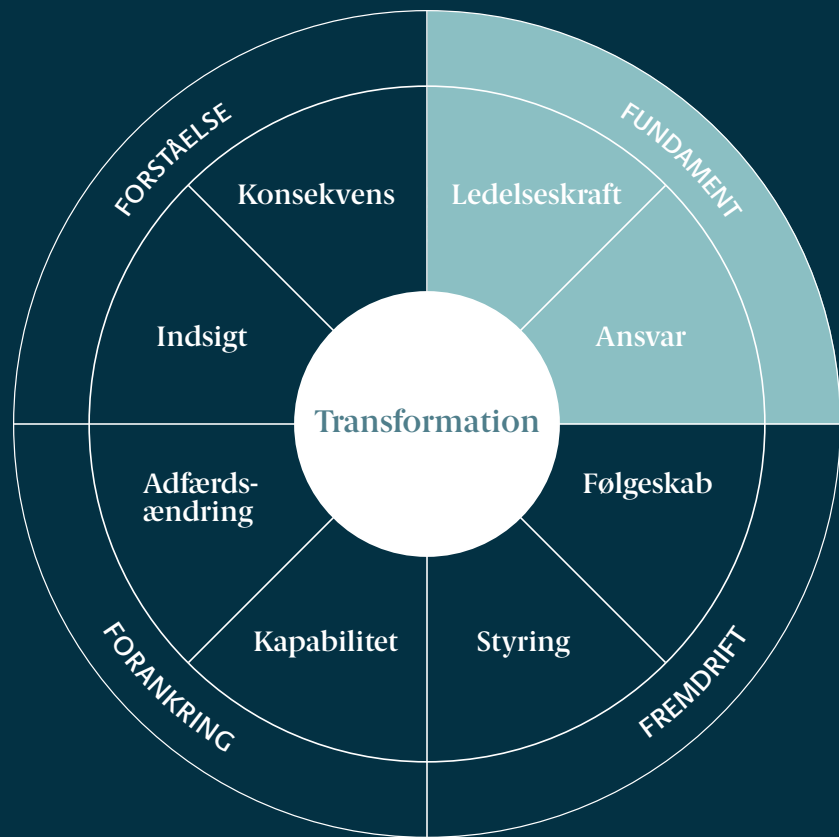 FORSTÅELSE
FUNDAMENT
Konsekvens
Ledelseskraft
Indsigt
Ansvar
Transformation
Adfærds-
ændring
Følgeskab
Kapabilitet
Styring
FORANKRING
FREMDRIFT